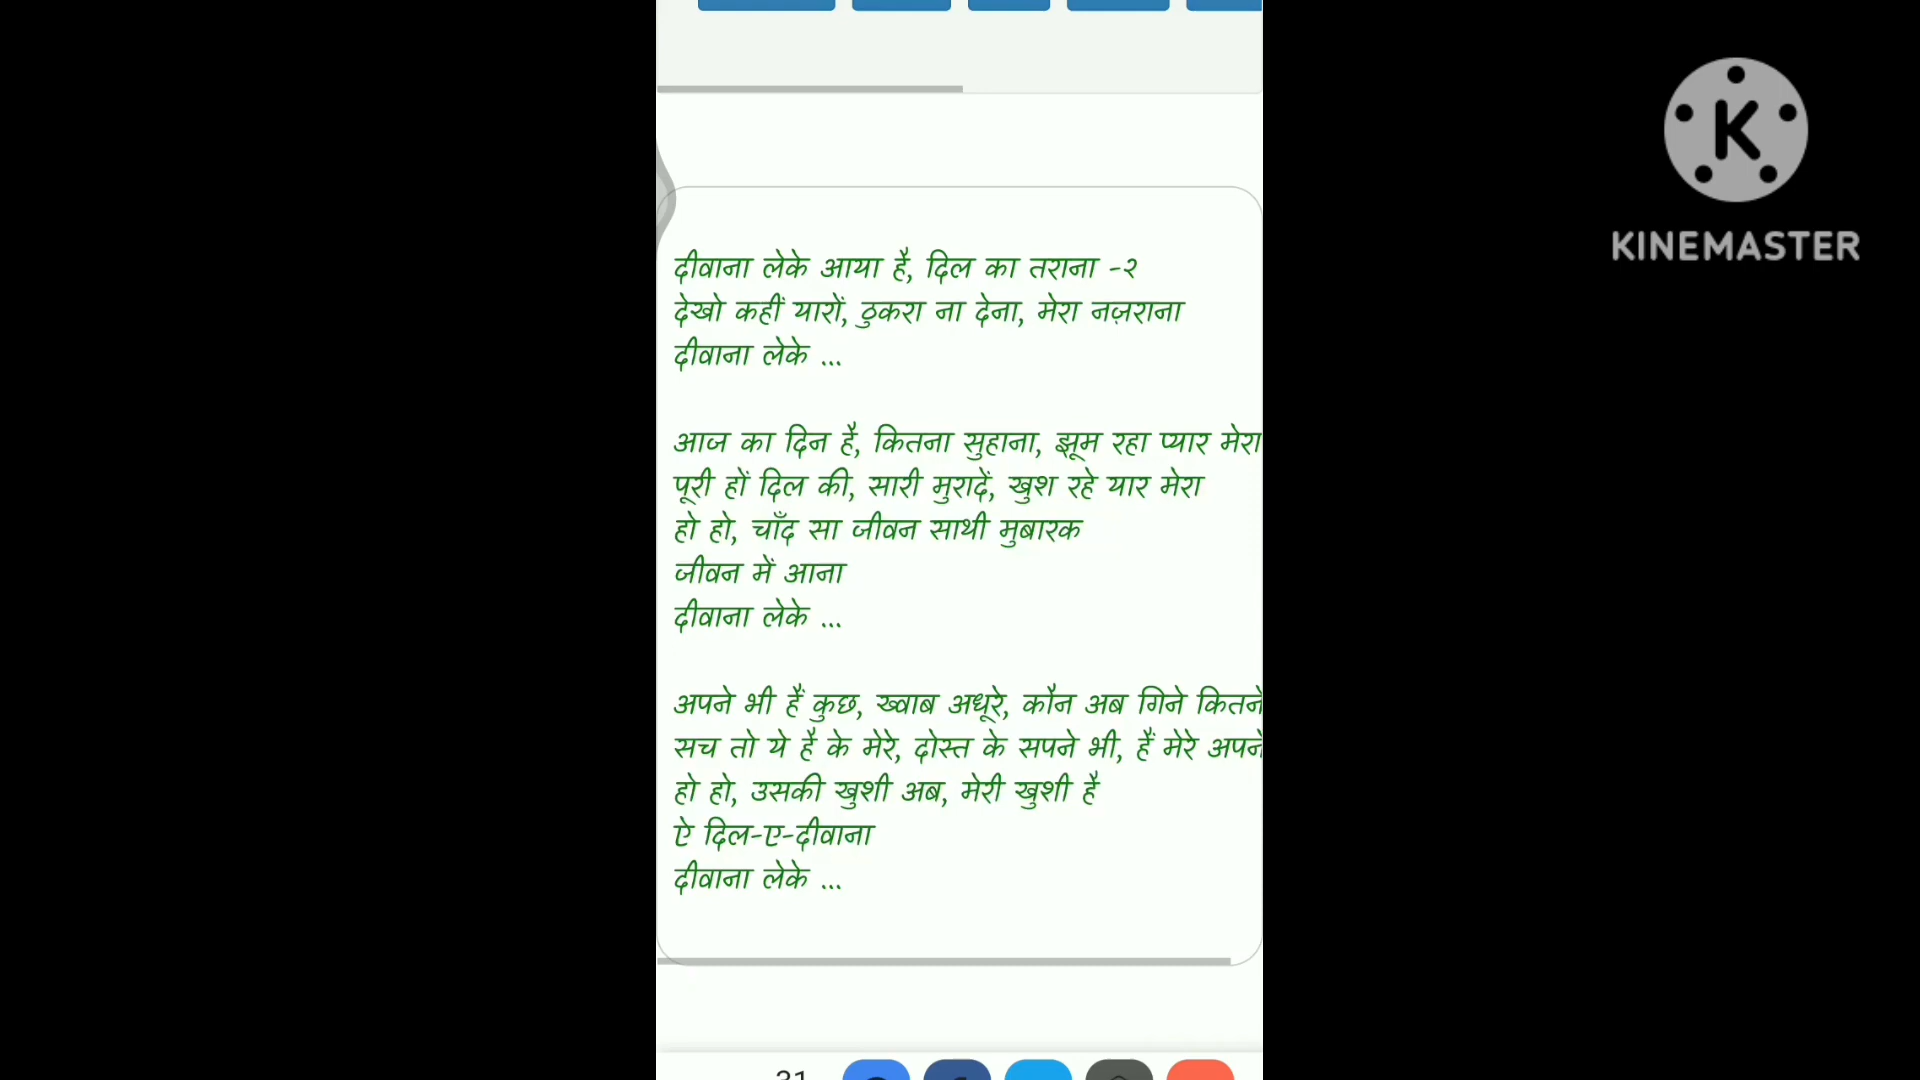 दीवाना लेके आया है, दिल का तराना -२
देखो कहीं यारों, ठुकरा ना देना, मेरा नज़राना
दीवाना लेके ...
आज का दिन है, कितना सुहाना, झूम रहा प्यार मेरा
पूरी हों दिल की, सारी मुरादें, खुश रहे यार मेरा
हो हो, चाँद सा जीवन साथी मुबारक
जीवन में आना
दीवाना लेके ...
अपने भी हैं कुछ, ख्वाब अधूरे, कौन अब गिने कितने
सच तो ये है के मेरे, दोस्त के सपने भी, हैं मेरे अपने
हो हो, उसकी खुशी अब, मेरी खुशी है
ऐ दिल-ए-दीवाना
दीवाना लेके ...
K
KINEMASTER